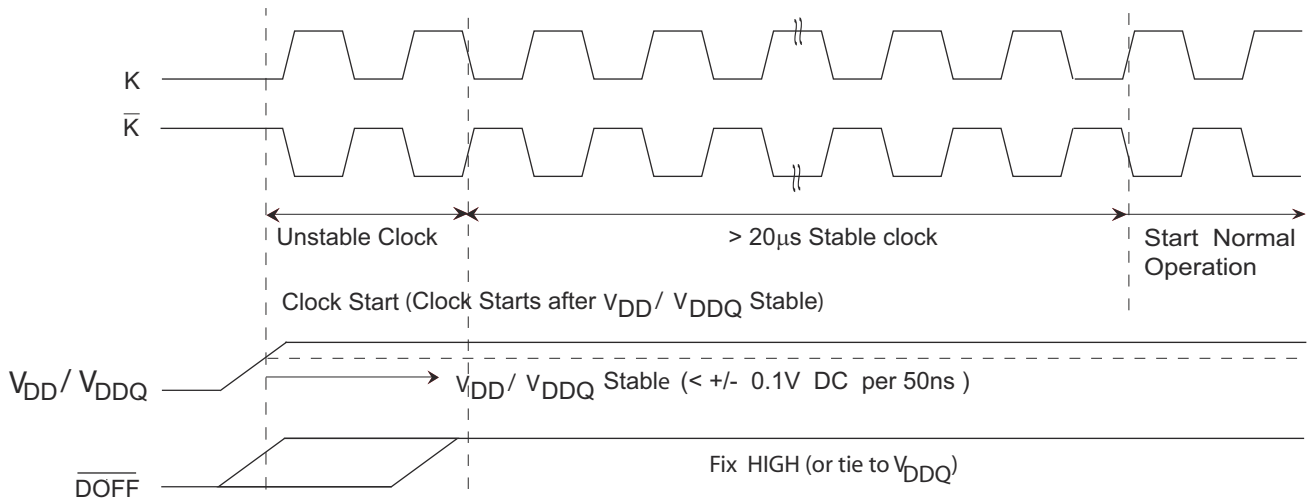 K
K̅
Unstable Clock
> 20μs Stable clock
Start Normal
Operation
Clock Start (Clock Starts after VDD/ VDDQ Stable)
VDD/ VDDQ
VDD/ VDDQ Stable (< +/- 0.1V DC per 50ns )
D̅O̅F̅F̅
Fix HIGH (or tie to VDDQ)